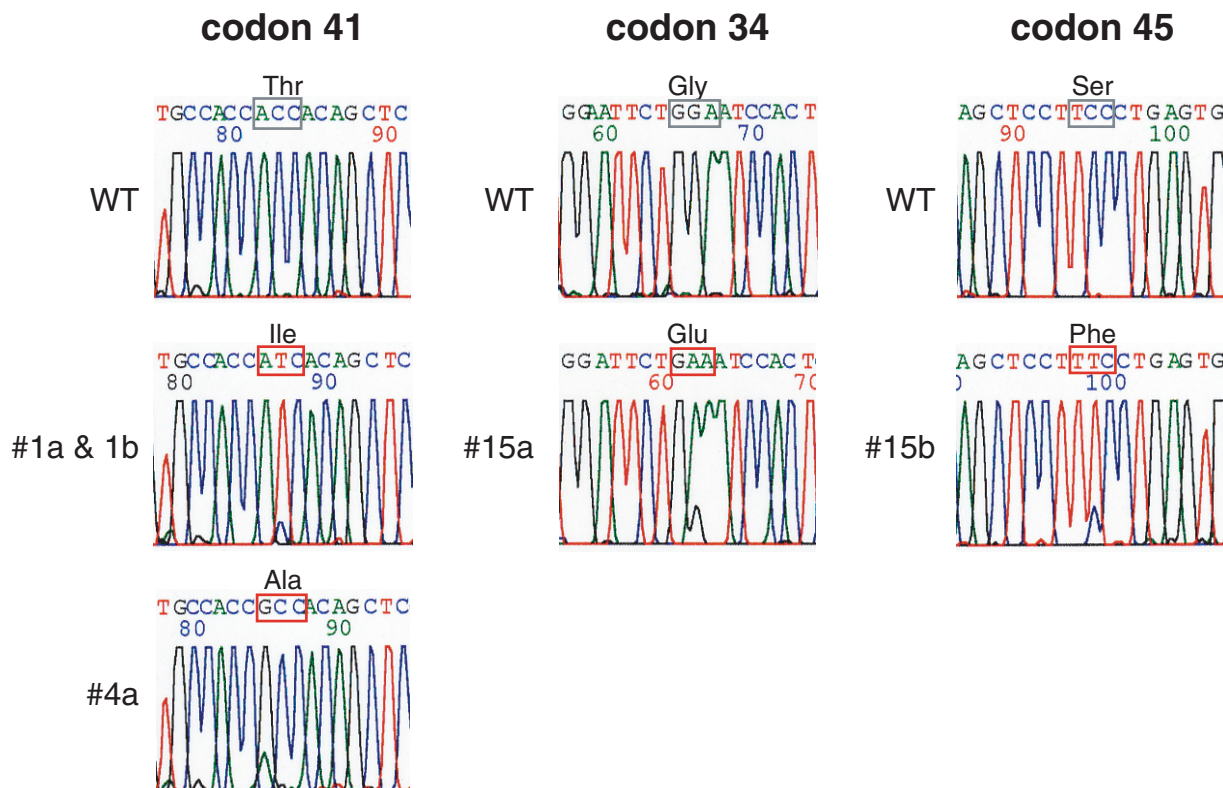 codon 41 codon 34 codon 45
Thr Gly Ser
TGCCACCACCACAGCTC GGAATTCTGGAATCCACT AGCTCCTTCCCTGAGTG
80 90 60 70 90 100
WT WT WT
Ile Glu Phe
TGCCACCATCACAGCTC GGATTCTGAAATCCACT AGCTCCTTTCCTGAGTG
80 90 60 70 100
#1a & 1b #15a #15b
Ala
TGCCACCGCCACAGCTC
80 90
#4a